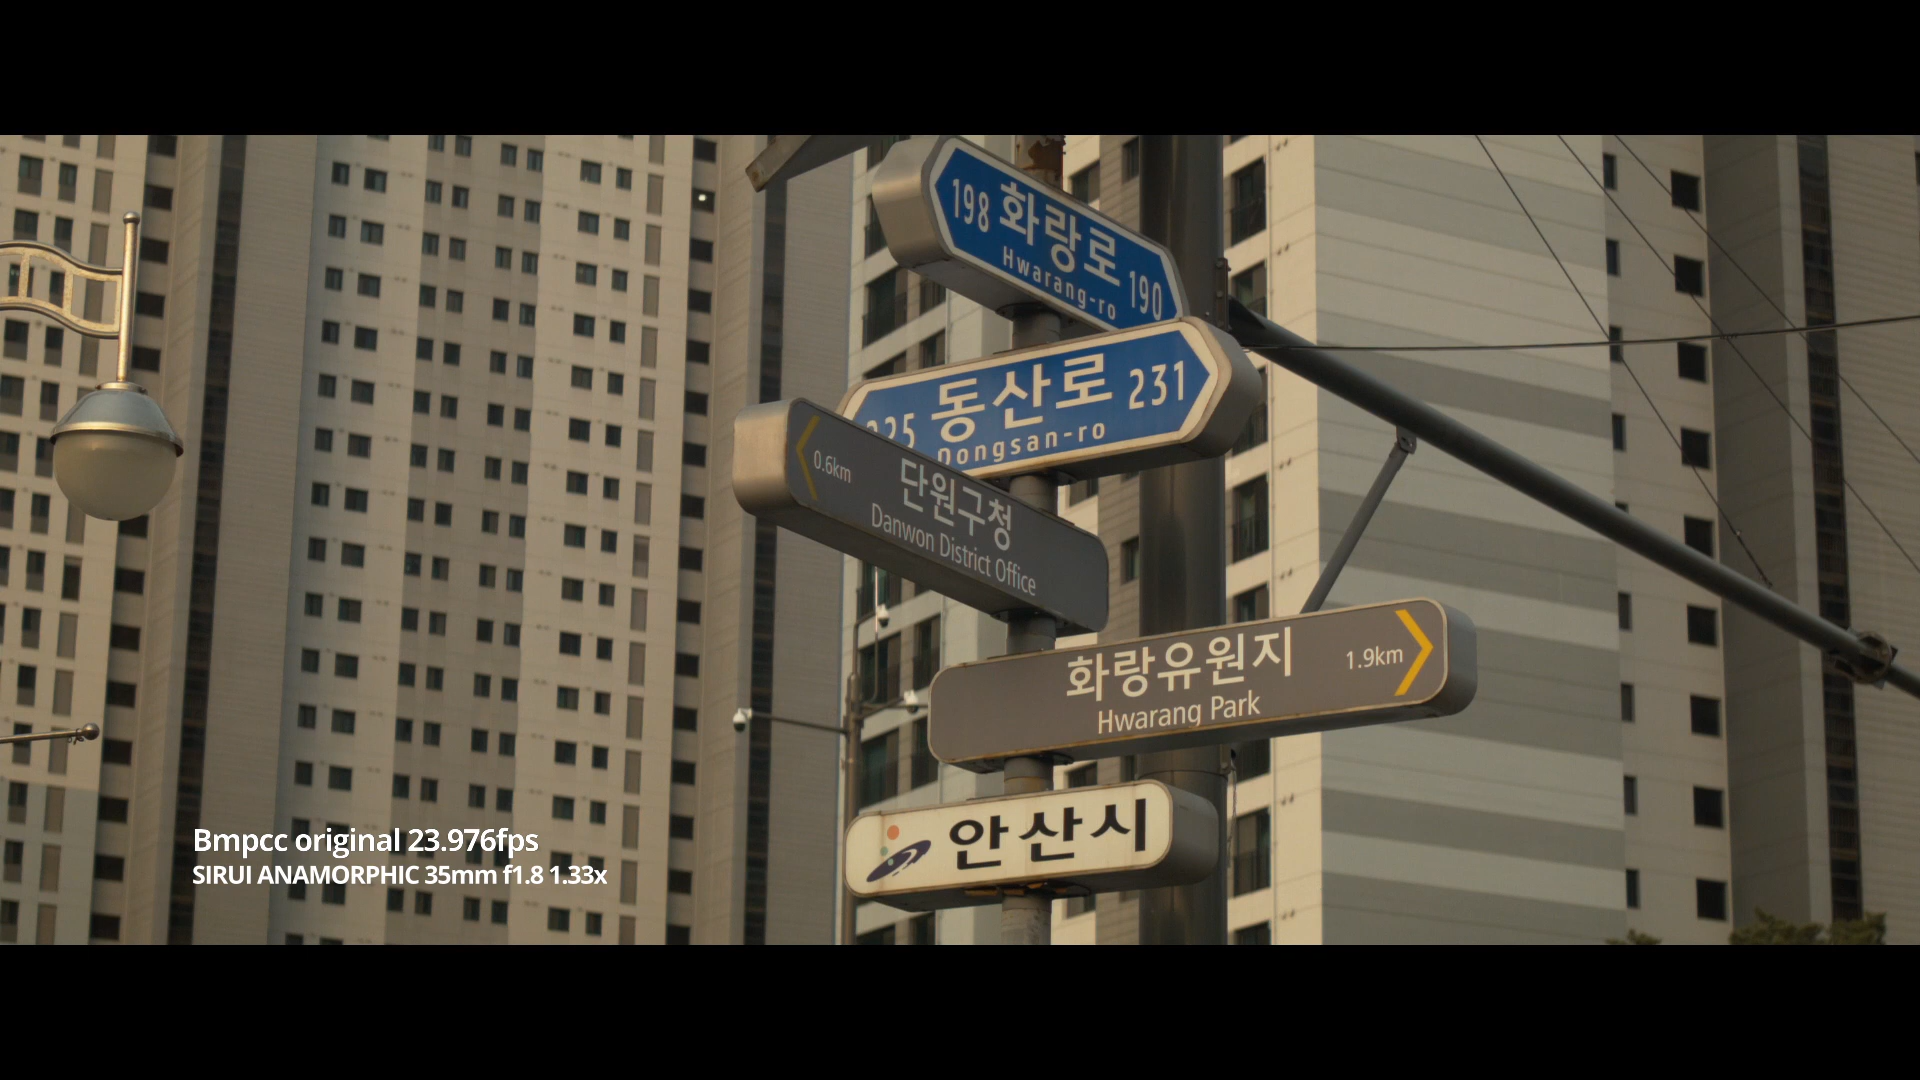 198 화랑로 190
Hwarang-ro
동산로 231
Dongsan-ro
0.6km 단원구청
Danwon District Office
화랑유원지 1.9km
Hwarang Park
안산시
Bmpcc original 23.976fps
SIRUI ANAMORPHIC 35mm f1.8 1.33x